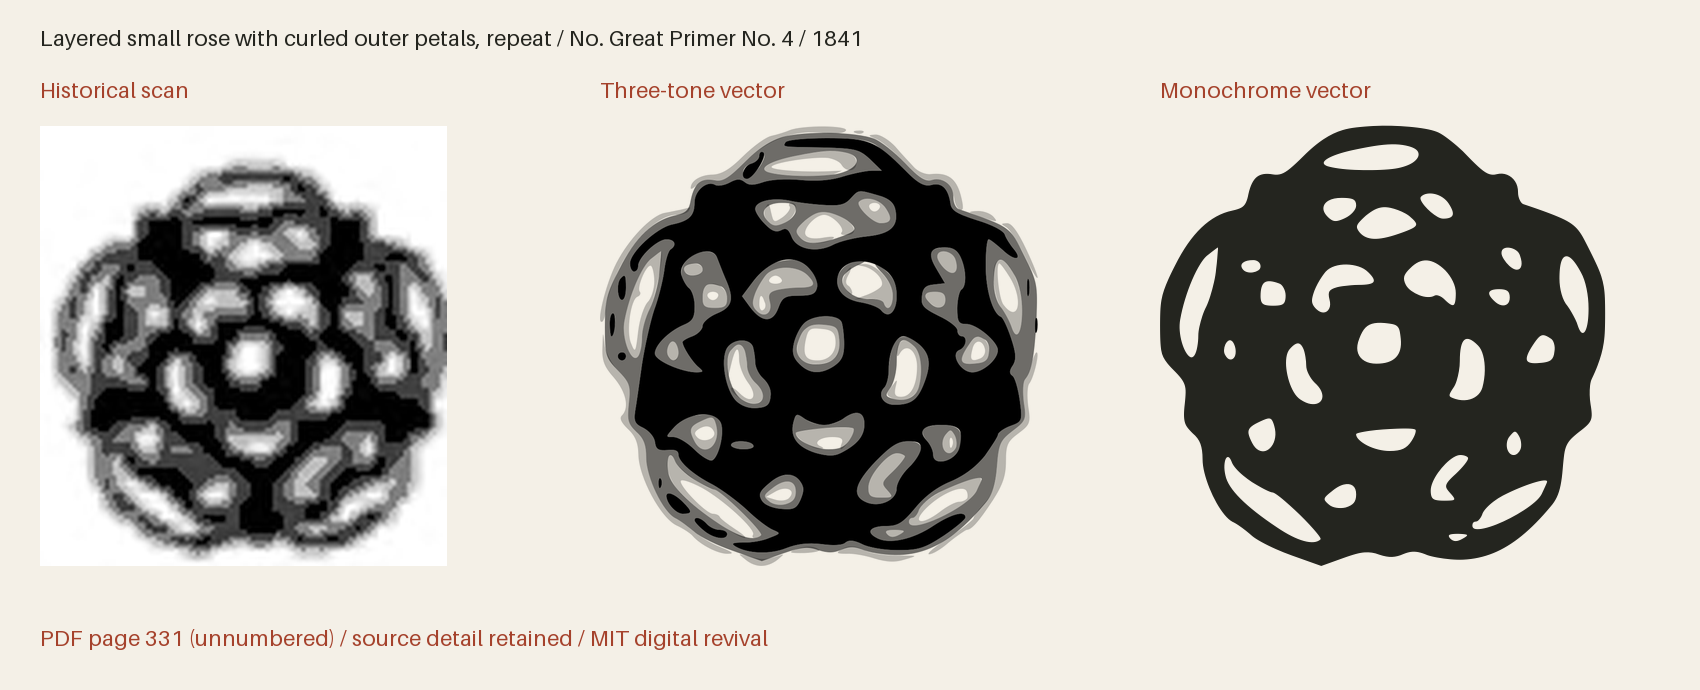 Layered small rose with curled outer petals, repeat / No. Great Primer No. 4 / 1841
Historical scan
Three-tone vector
Monochrome vector
PDF page 331 (unnumbered) / source detail retained / MIT digital revival